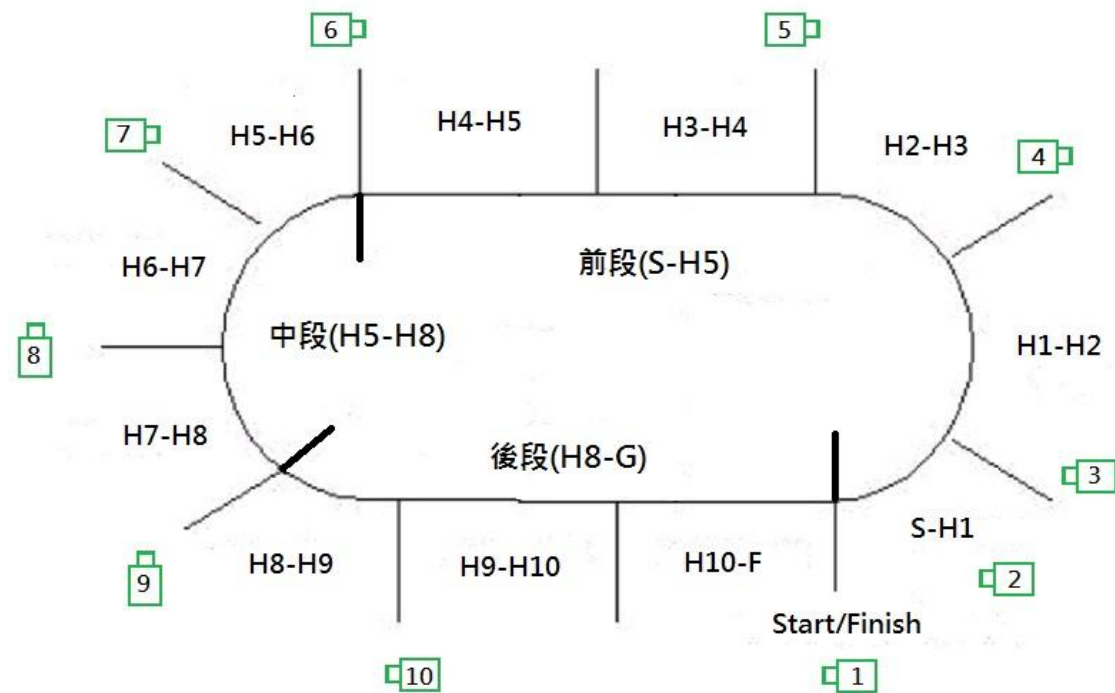 6
5
H4-H5
H3-H4
H5-H6
H2-H3
7
4
前段(S-H5)
H6-H7
中段(H5-H8)
H1-H2
8
H7-H8
後段(H8-G)
3
S-H1
H8-H9
H9-H10
H10-F
9
2
Start/Finish
10
1